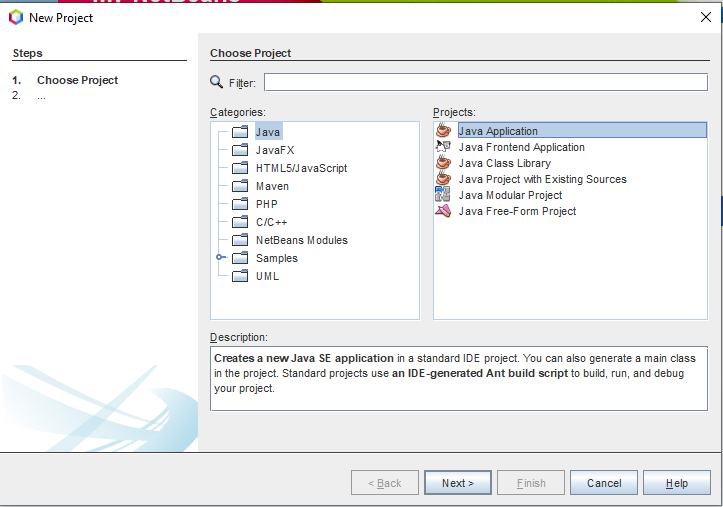 New Project
Steps
1. Choose Project
2. ...
Choose Project
Filter:
Categories:
Java
JavaFX
HTML5/JavaScript
Maven
PHP
C/C++
NetBeans Modules
Samples
UML
Projects:
Java Application
Java Frontend Application
Java Class Library
Java Project with Existing Sources
Java Modular Project
Java Free-Form Project
Description:
Creates a new Java SE application in a standard IDE project. You can also generate a main class
in the project. Standard projects use an IDE-generated Ant build script to build, run, and debug
your project.
< Back
Next >
Finish
Cancel
Help